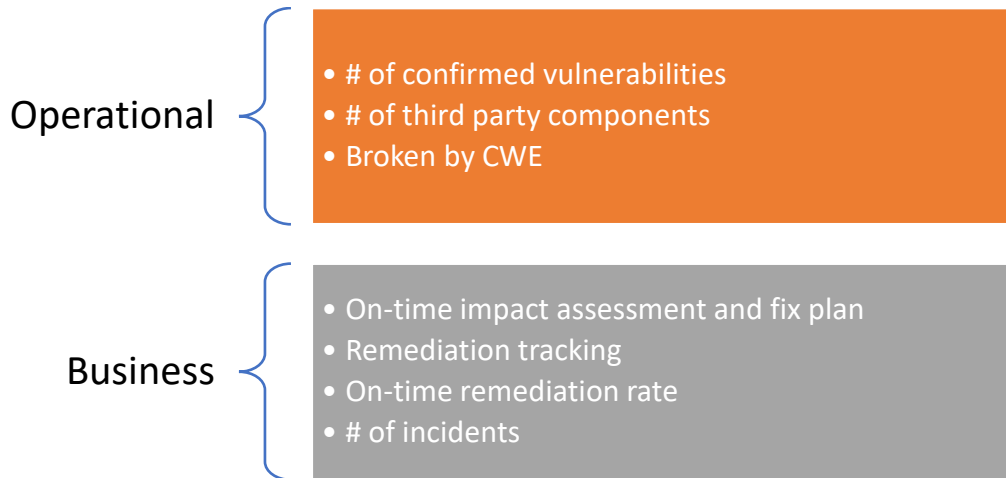 Operational
• # of confirmed vulnerabilities
• # of third party components
• Broken by CWE
Business
• On-time impact assessment and fix plan
• Remediation tracking
• On-time remediation rate
• # of incidents